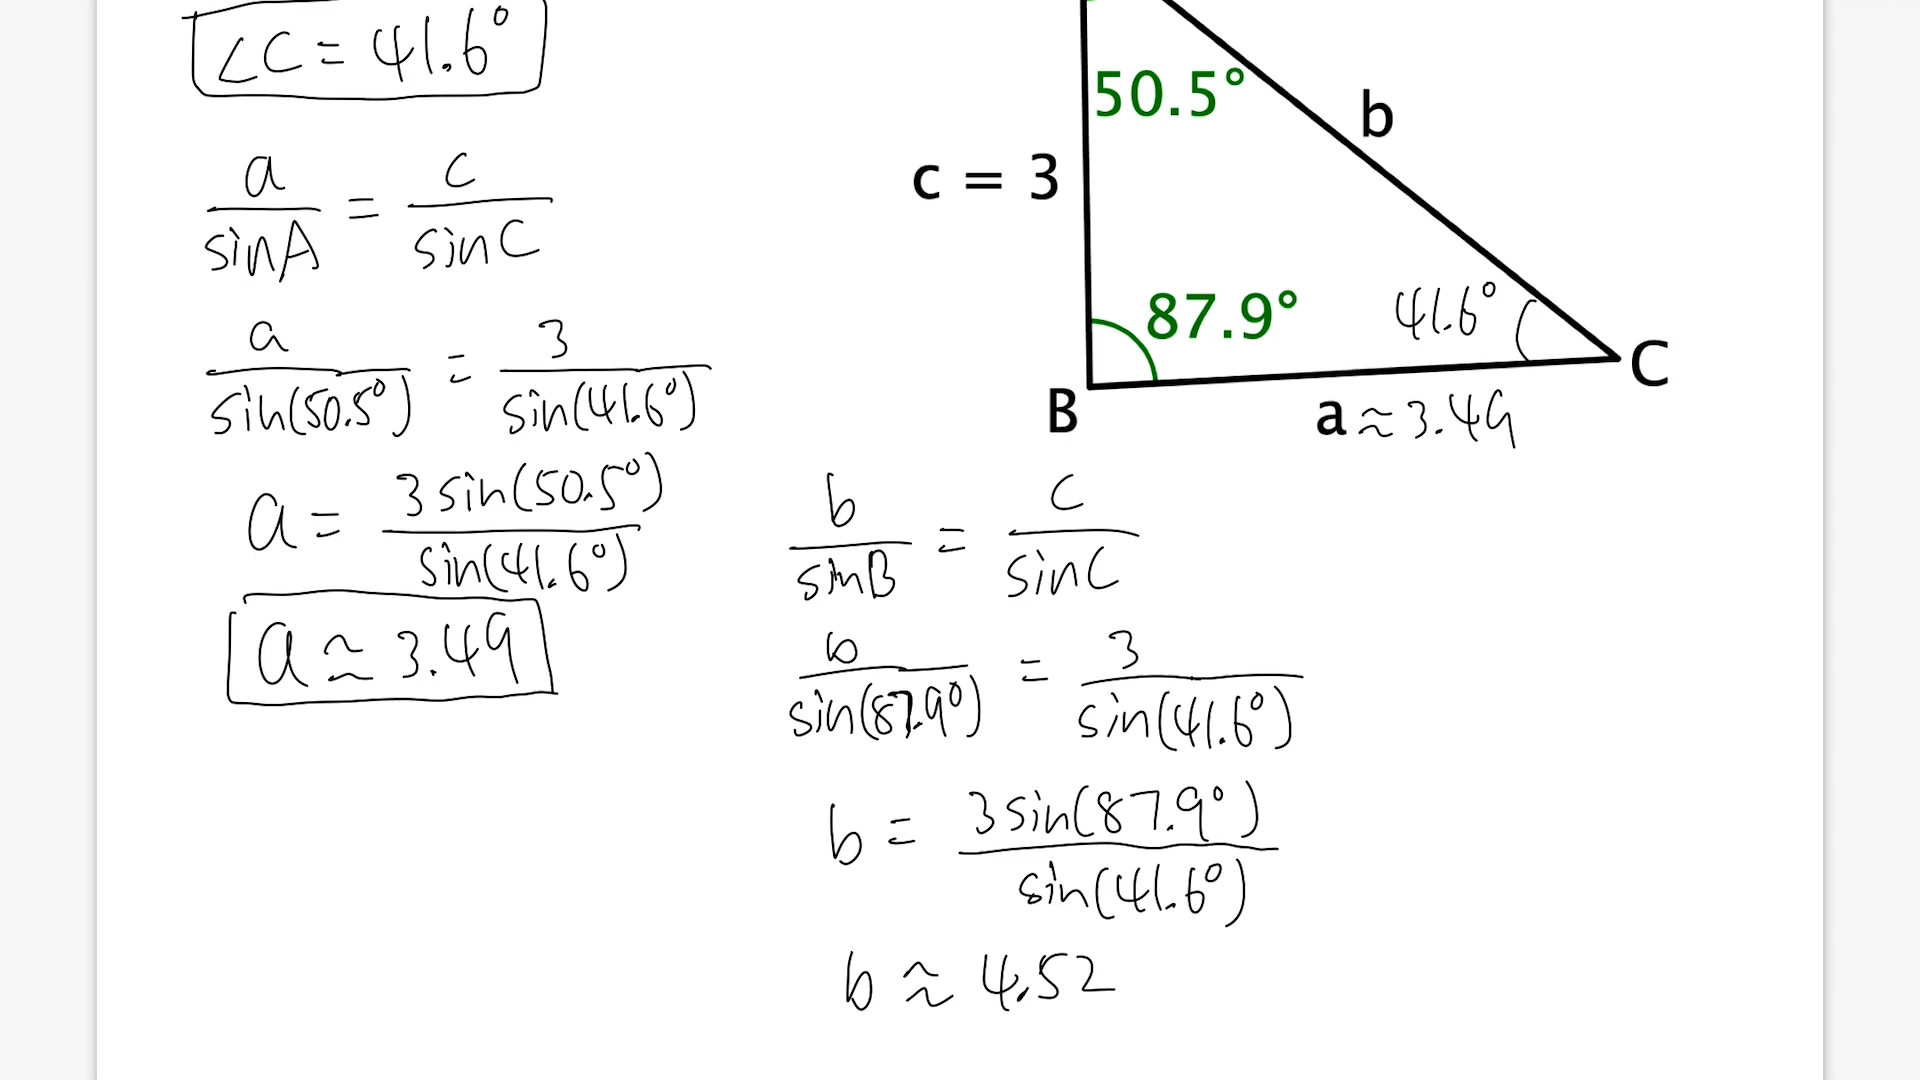 ∠C = 41.6°
a/sinA = c/sinC
a/sin(50.5°) = 3/sin(41.6°)
a = 3sin(50.5°)/sin(41.6°)
a ≈ 3.49
50.5°
b
c = 3
87.9°
41.6°
C
B
a ≈ 3.49
b/sinB = c/sinC
b/sin(87.9°) = 3/sin(41.6°)
b = 3sin(87.9°)/sin(41.6°)
b ≈ 4.52